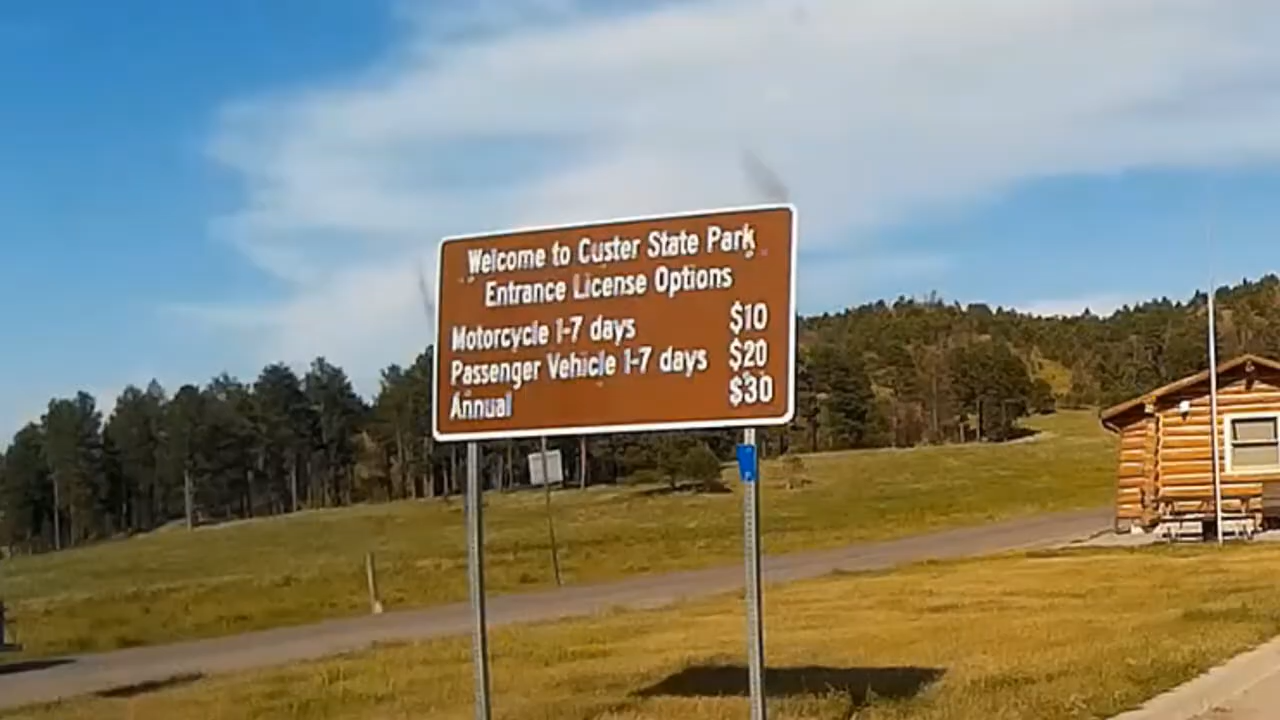 Welcome to Custer State Park
Entrance License Options
Motorcycle 1-7 days $10
Passenger Vehicle 1-7 days $20
Annual $30